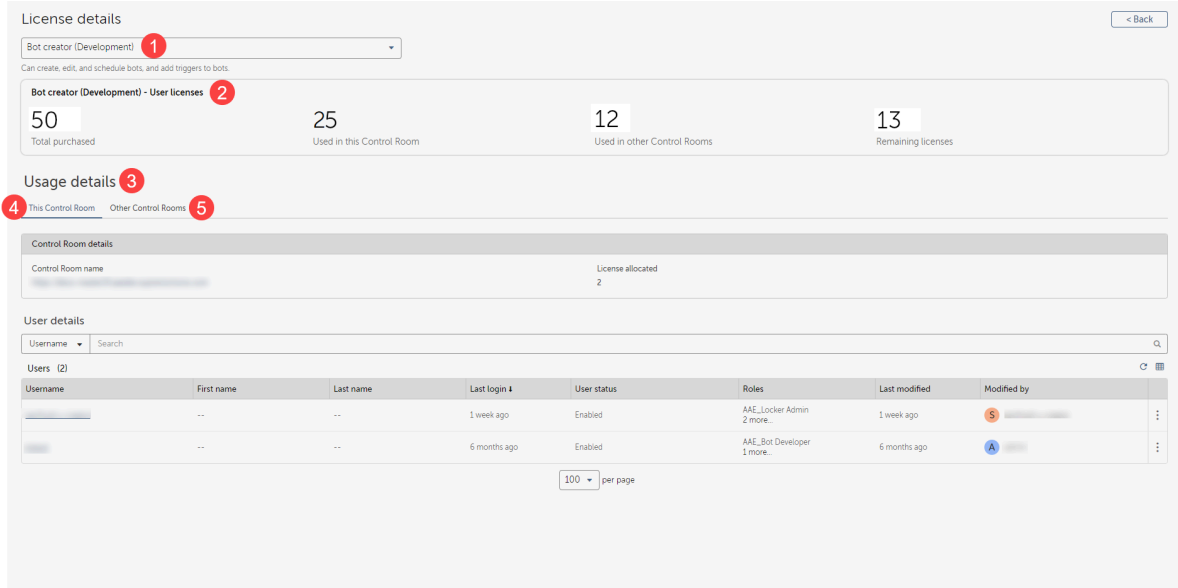 License details
< Back
Bot creator (Development) 1
Can create, edit, and schedule bots, and add triggers to bots.
Bot creator (Development) - User licenses 2
50 25 12 13
Total purchased Used in this Control Room Used in other Control Rooms Remaining licenses
Usage details 3
4 This Control Room Other Control Rooms 5
Control Room details
Control Room name License allocated
2
User details
Username Search
Users (2)
Username First name Last name Last login User status Roles Last modified Modified by
-- -- 1 week ago Enabled AAE_Locker Admin 1 week ago S
2 more...
-- -- 6 months ago Enabled AAE_Bot Developer 6 months ago A
1 more...
100 per page